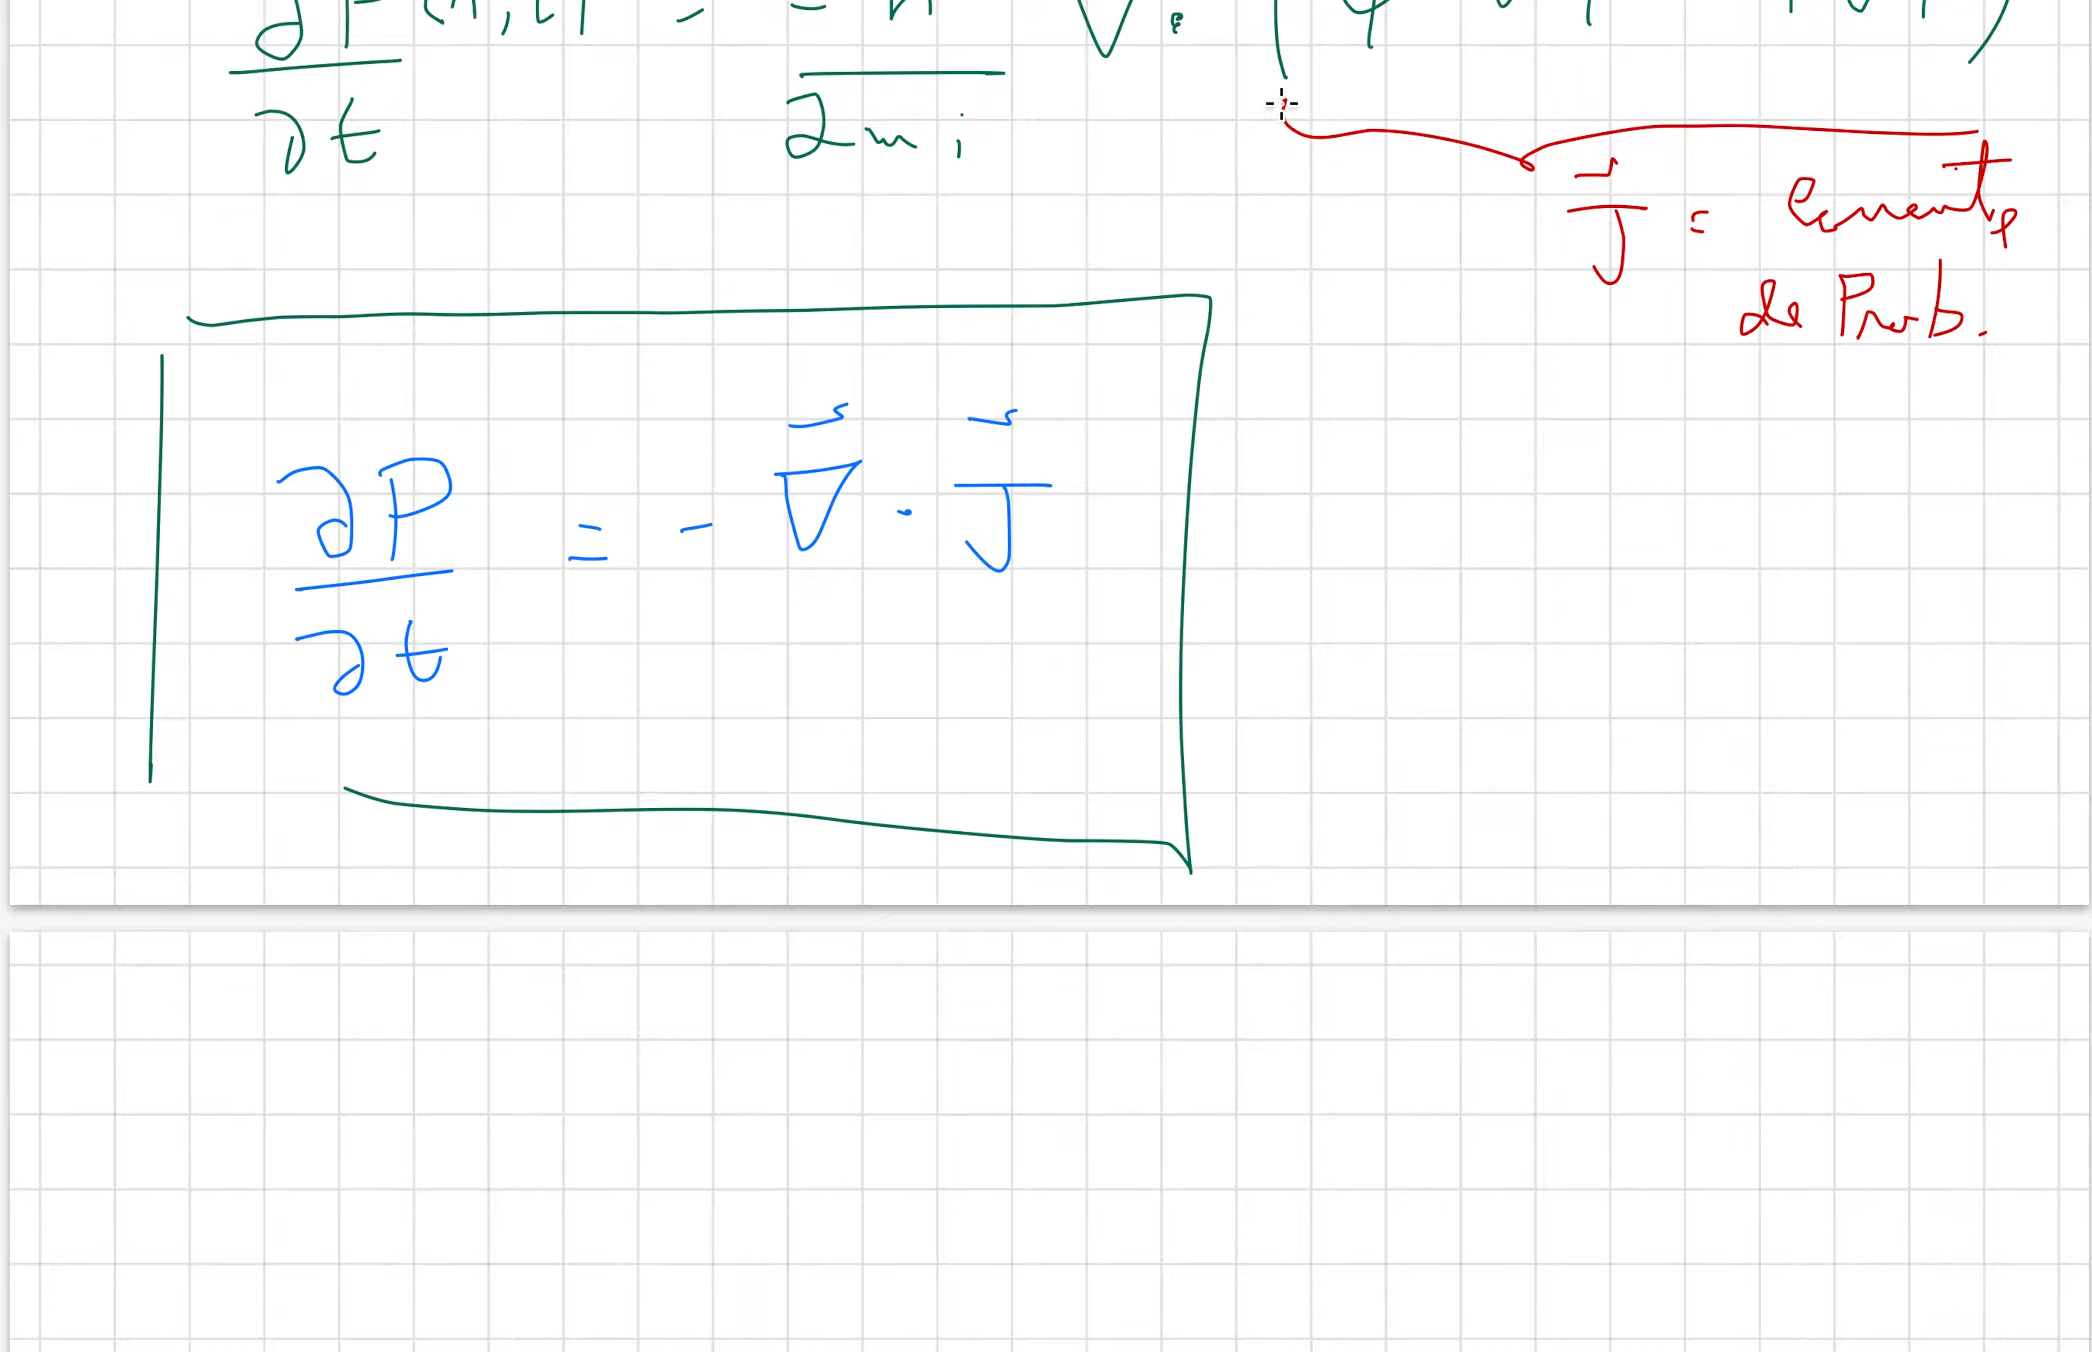 ∂P(r,t) = -ħ ∇·(
∂t 2mi
J⃗ = Corrente
de Prob.
∂P = - ∇⃗ · J⃗
∂t